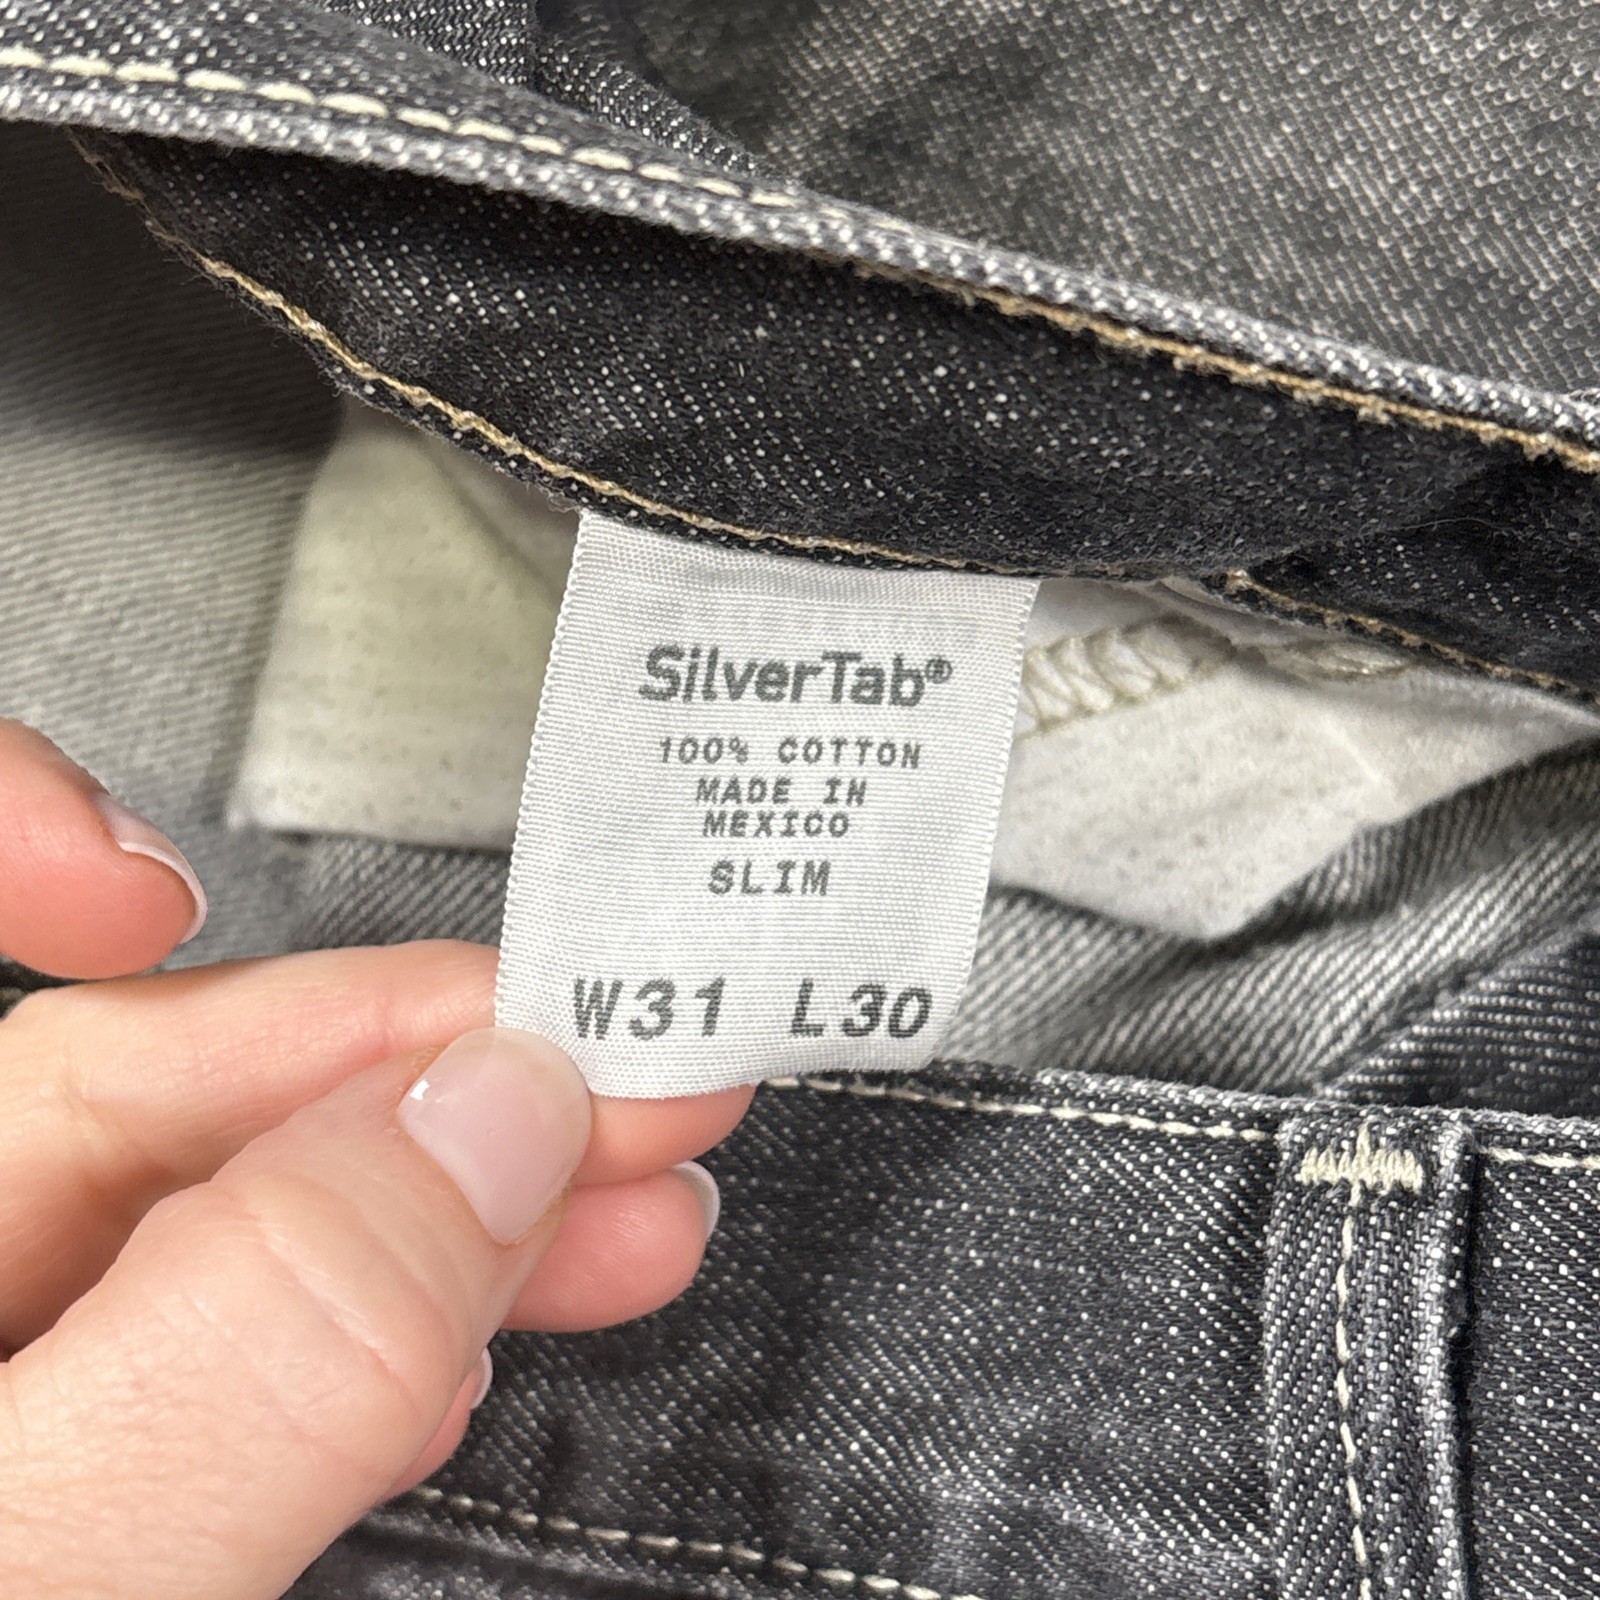 SilverTab®
100% COTTON
MADE IN
MEXICO
SLIM
W31 L30